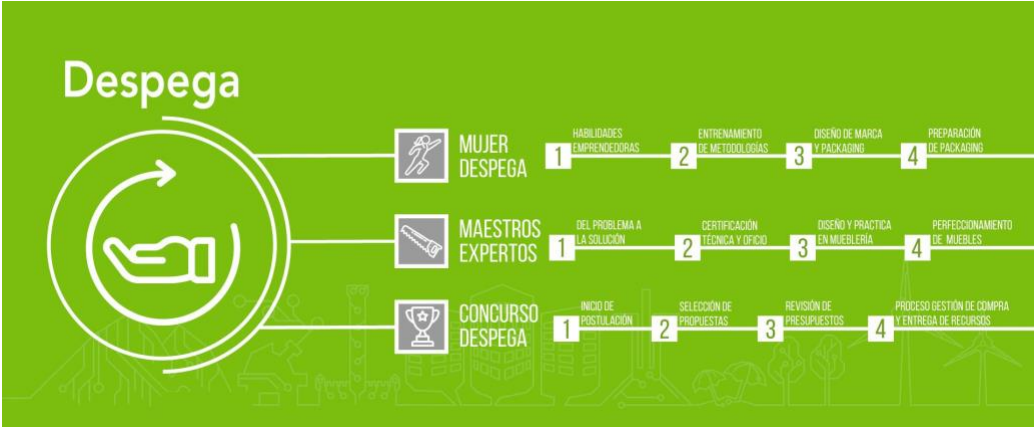 Despega
MUJER
DESPEGA
1
HABILIDADES
EMPRENDEDORAS
2
ENTRENAMIENTO
DE METODOLOGÍAS
3
DISEÑO DE MARCA
Y PACKAGING
4
PREPARACIÓN
DE PACKAGING
MAESTROS
EXPERTOS
1
DEL PROBLEMA A
LA SOLUCIÓN
2
CERTIFICACIÓN
TÉCNICA Y OFICIO
3
DISEÑO Y PRACTICA
EN MUEBLERÍA
4
PERFECCIONAMIENTO
DE MUEBLES
CONCURSO
DESPEGA
1
INICIO DE
POSTULACIÓN
2
SELECCIÓN DE
PROPUESTAS
3
REVISIÓN DE
PRESUPUESTOS
4
PROCESO GESTIÓN DE COMPRA
Y ENTREGA DE RECURSOS